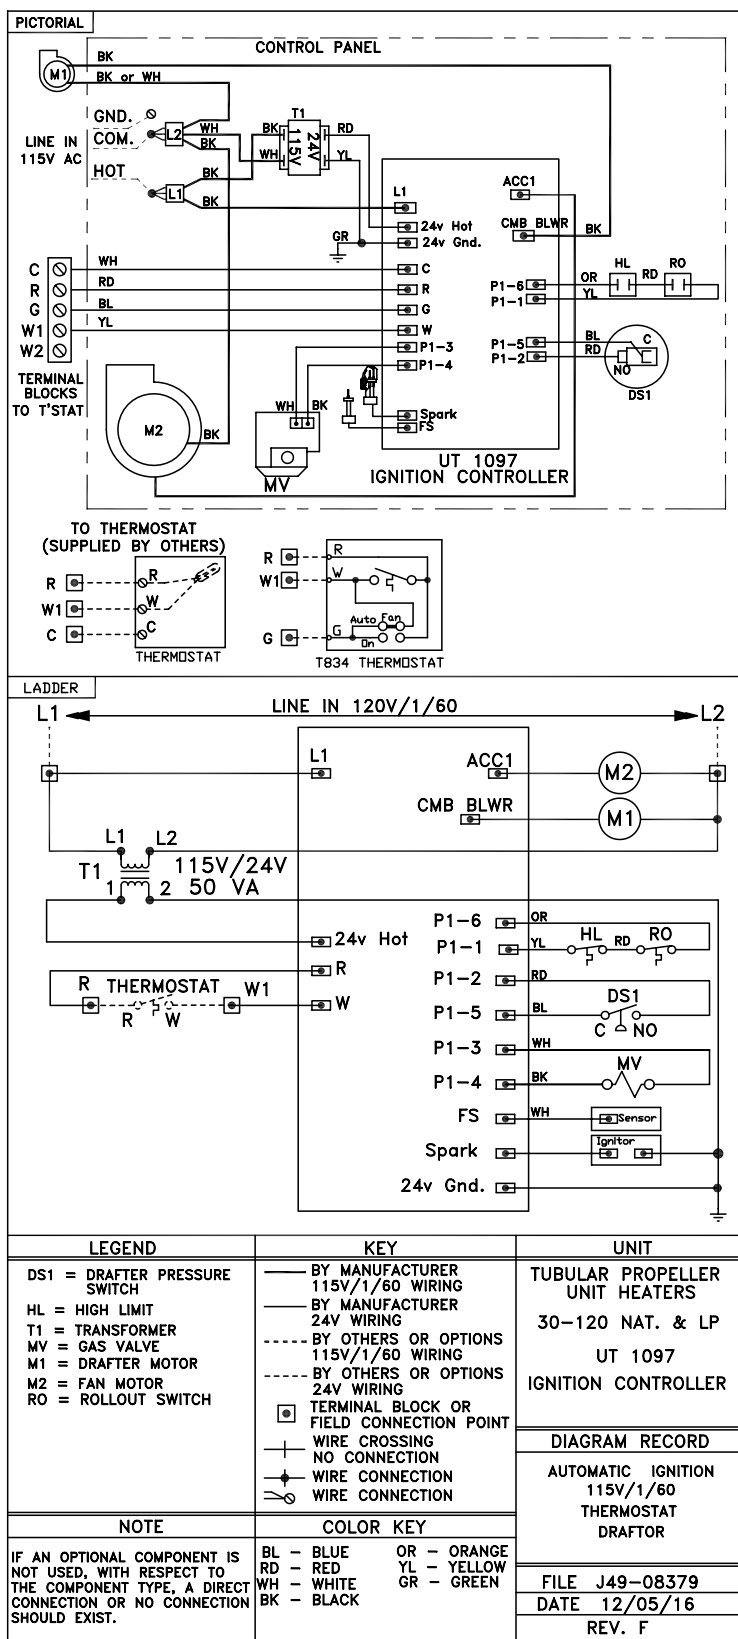 PICTORIAL
CONTROL PANEL
BK
M1
BK or WH
GND.
COM.
LINE IN
115V AC
HOT
L2
WH
BK
L1
BK
BK
T1
BK
WH
115V
24V
RD
YL
GR
L1
24v Hot
24v Gnd.
C
R
G
W
P1-3
P1-4
Spark
FS
ACC1
CMB BLWR
BK
P1-6
P1-1
P1-5
P1-2
OR
HL
RD
RO
YL
BL
RD
C
NO
DS1
C
R
G
W1
W2
WH
RD
BL
YL
TERMINAL
BLOCKS
TO T'STAT
M2
BK
WH
BK
MV
UT 1097
IGNITION CONTROLLER
TO THERMOSTAT
(SUPPLIED BY OTHERS)
R
W1
C
R
W
C
THERMOSTAT
R
W1
G
R
W
G
Auto
Fan
On
T834 THERMOSTAT
LADDER
L1
LINE IN 120V/1/60
L2
L1
ACC1
M2
CMB BLWR
M1
L1
L2
T1
115V/24V
1
2
50 VA
24v Hot
R
W
R
THERMOSTAT
W1
R
W
P1-6
OR
P1-1
YL
HL
RD
RO
P1-2
RD
P1-5
BL
DS1
C
NO
P1-3
WH
P1-4
BK
MV
FS
WH
Sensor
Spark
Ignitor
24v Gnd.
LEGEND
DS1 = DRAFTER PRESSURE
SWITCH
HL = HIGH LIMIT
T1 = TRANSFORMER
MV = GAS VALVE
M1 = DRAFTER MOTOR
M2 = FAN MOTOR
RO = ROLLOUT SWITCH
KEY
BY MANUFACTURER
115V/1/60 WIRING
BY MANUFACTURER
24V WIRING
BY OTHERS OR OPTIONS
115V/1/60 WIRING
BY OTHERS OR OPTIONS
24V WIRING
TERMINAL BLOCK OR
FIELD CONNECTION POINT
WIRE CROSSING
NO CONNECTION
WIRE CONNECTION
WIRE CONNECTION
UNIT
TUBULAR PROPELLER
UNIT HEATERS
30-120 NAT. & LP
UT 1097
IGNITION CONTROLLER
DIAGRAM RECORD
AUTOMATIC IGNITION
115V/1/60
THERMOSTAT
DRAFTOR
NOTE
IF AN OPTIONAL COMPONENT IS
NOT USED, WITH RESPECT TO
THE COMPONENT TYPE, A DIRECT
CONNECTION OR NO CONNECTION
SHOULD EXIST.
COLOR KEY
BL - BLUE
RD - RED
WH - WHITE
BK - BLACK
OR - ORANGE
YL - YELLOW
GR - GREEN
FILE J49-08379
DATE 12/05/16
REV. F